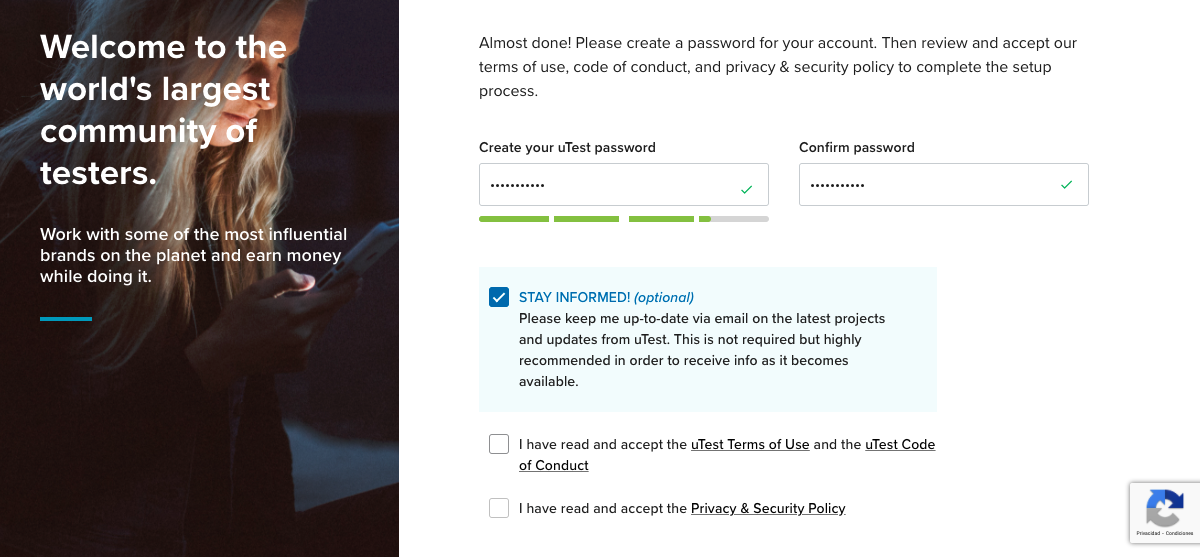 Welcome to the
world's largest
community of
testers.
Work with some of the most influential
brands on the planet and earn money
while doing it.
Almost done! Please create a password for your account. Then review and accept our
terms of use, code of conduct, and privacy & security policy to complete the setup
process.
Create your uTest password
Confirm password
•••••••••••
•••••••••••
STAY INFORMED! (optional)
Please keep me up-to-date via email on the latest projects
and updates from uTest. This is not required but highly
recommended in order to receive info as it becomes
available.
I have read and accept the uTest Terms of Use and the uTest Code
of Conduct
I have read and accept the Privacy & Security Policy
Privacidad - Condiciones